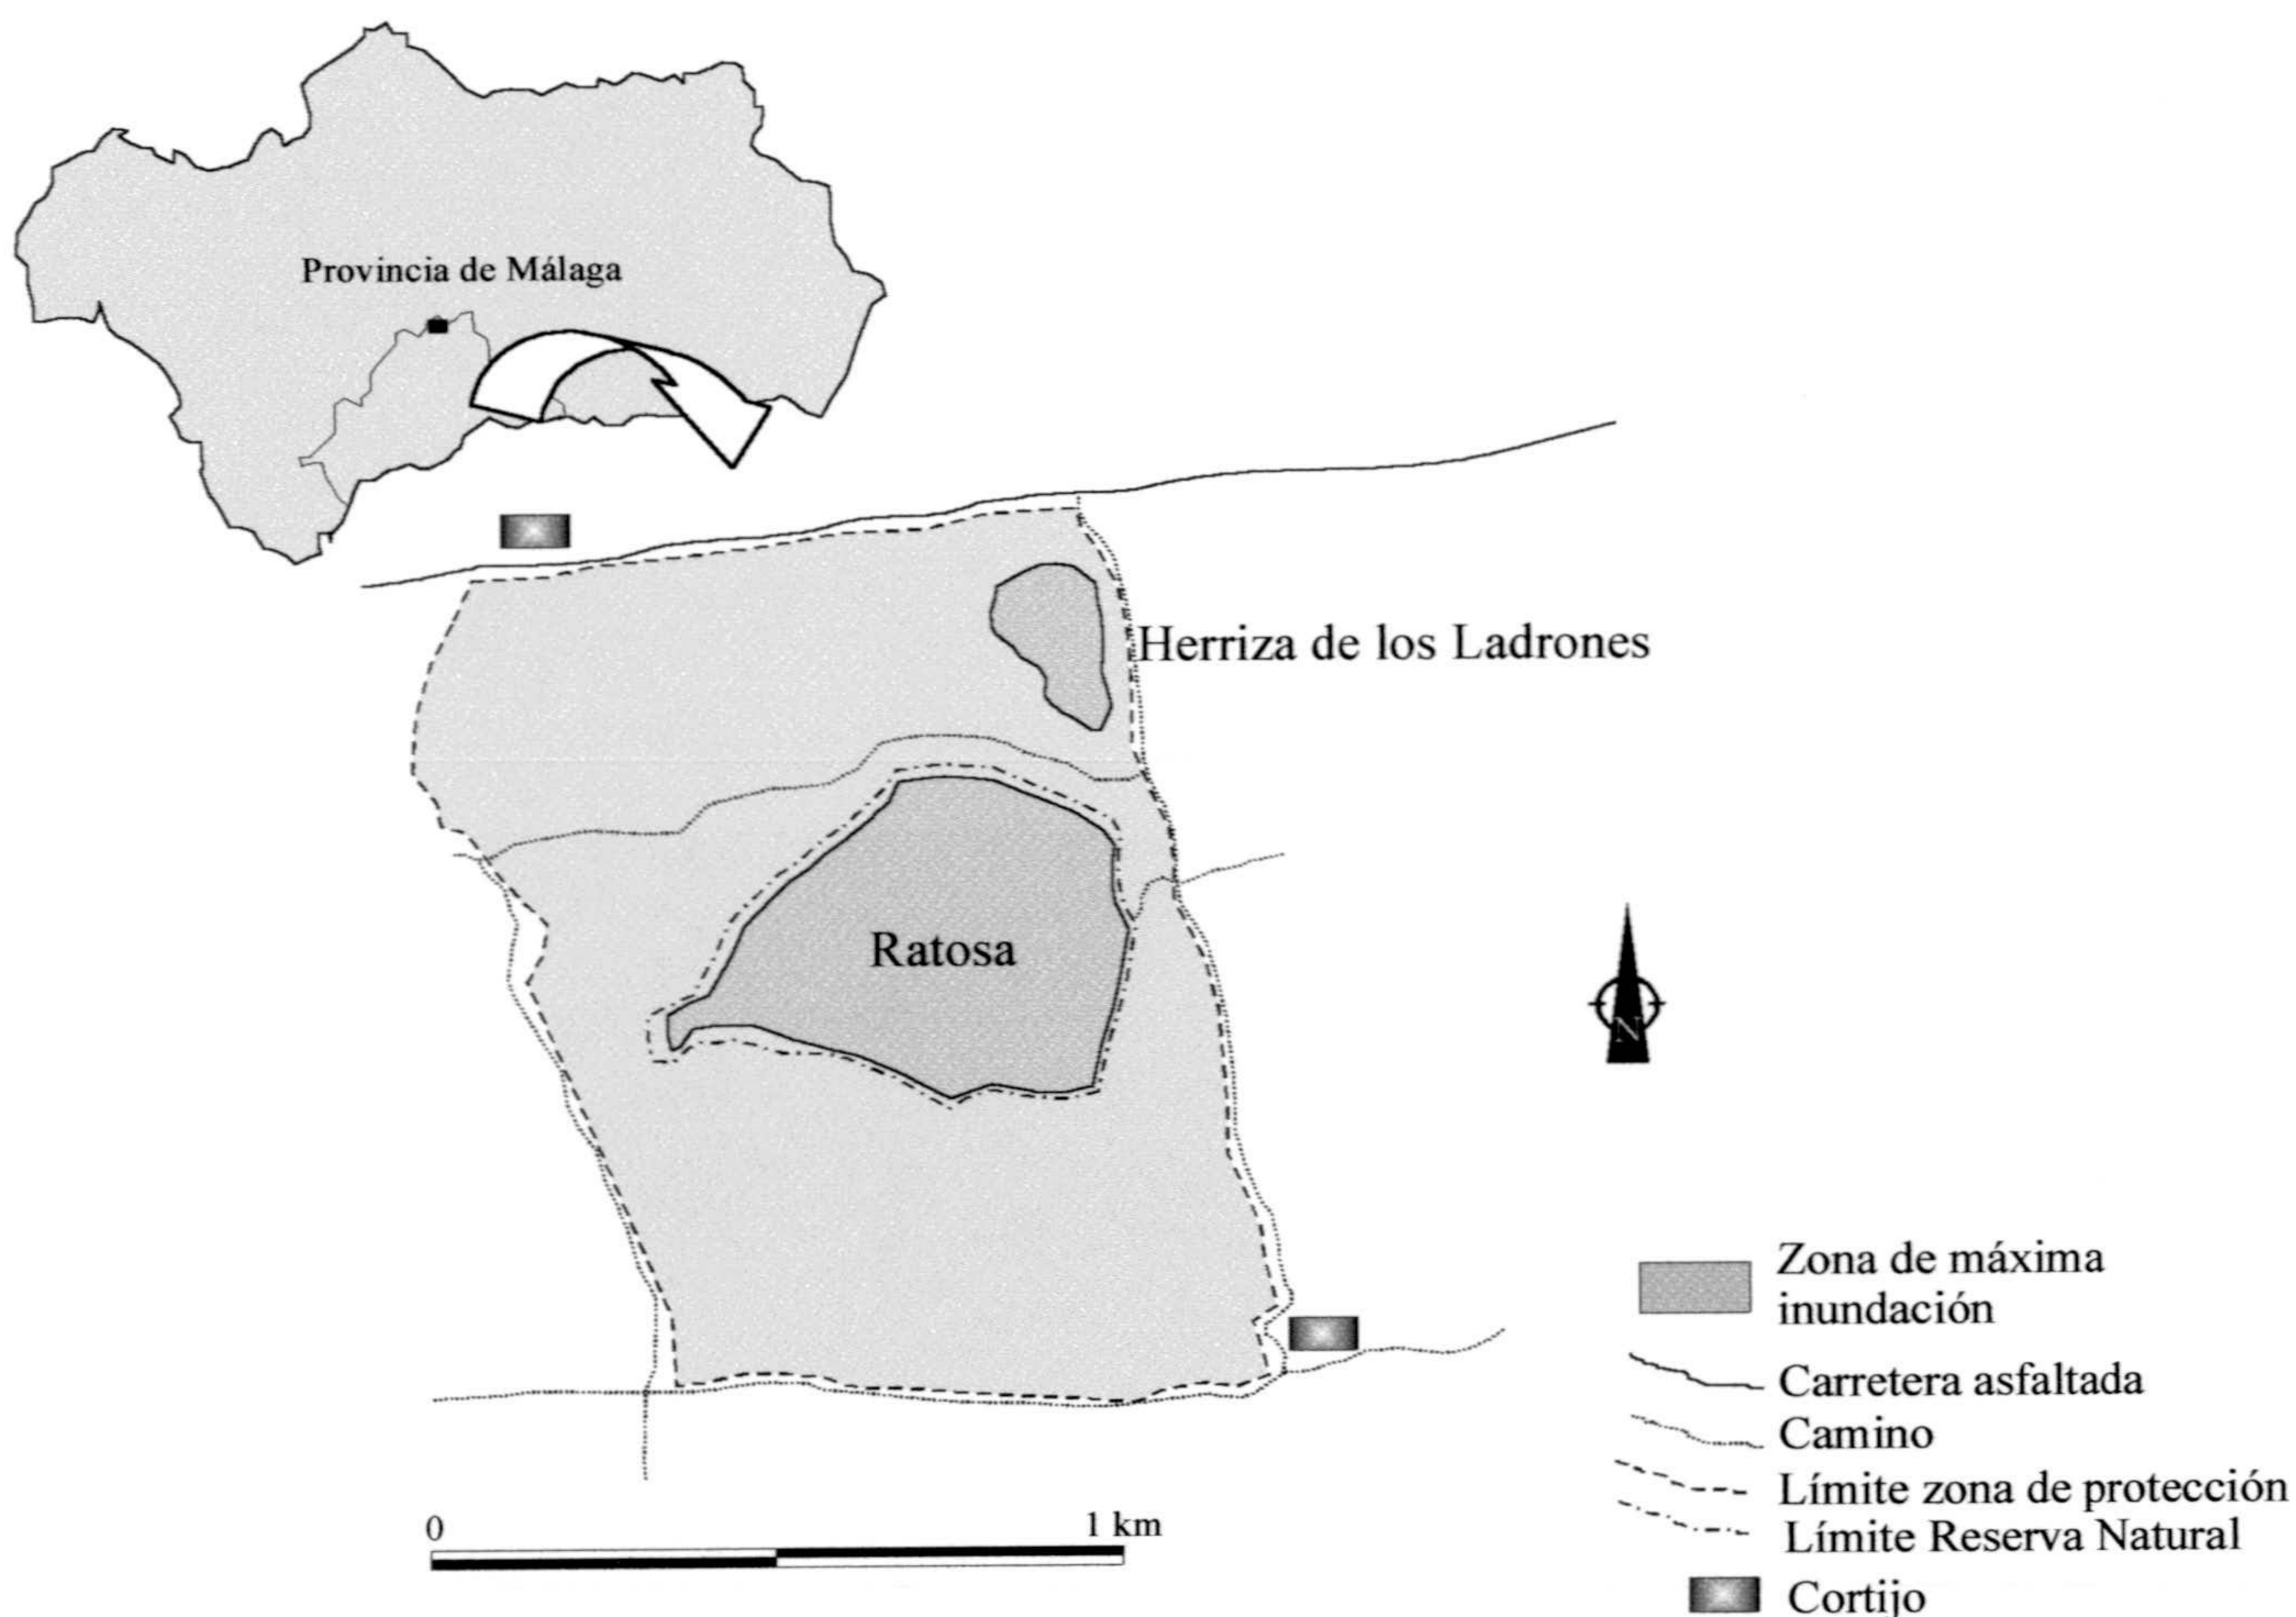 Provincia de Málaga
Herriza de los Ladrones
Ratosa
N
Zona de máxima
inundación
Carretera asfaltada
Camino
Límite zona de protección
Límite Reserva Natural
Cortijo
0 1 km